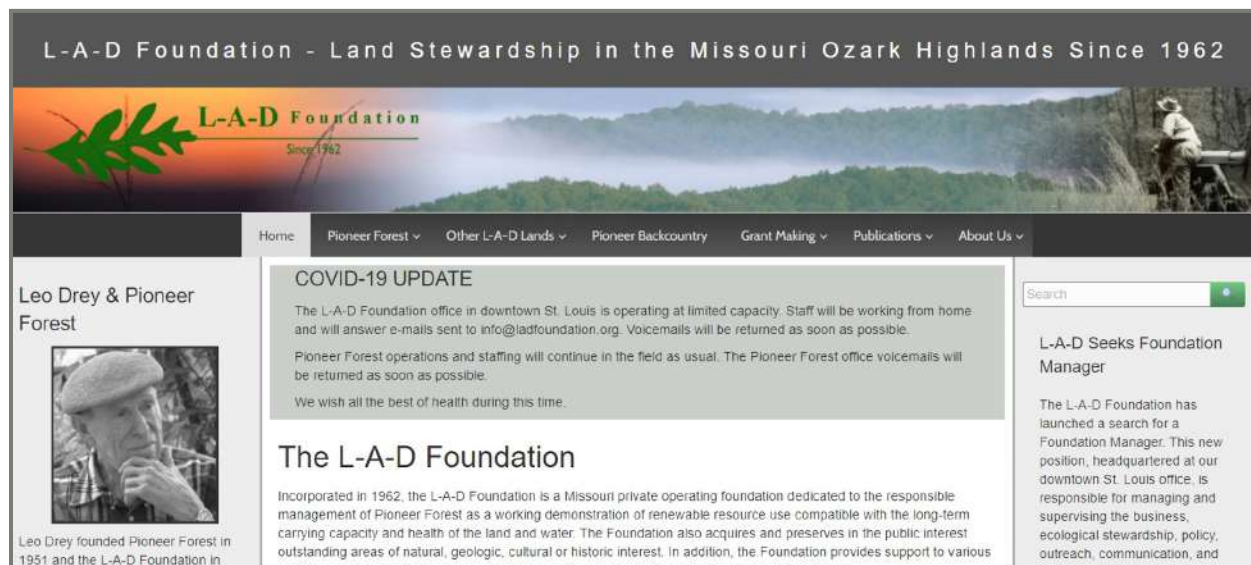 L-A-D Foundation - Land Stewardship in the Missouri Ozark Highlands Since 1962
L-A-D Foundation
Since 1962
Home Pioneer Forest Other L-A-D Lands Pioneer Backcountry Grant Making Publications About Us
Leo Drey & Pioneer
Forest
Leo Drey founded Pioneer Forest in
1951 and the L-A-D Foundation in
COVID-19 UPDATE
The L-A-D Foundation office in downtown St. Louis is operating at limited capacity. Staff will be working from home
and will answer e-mails sent to info@ladfoundation.org. Voicemails will be returned as soon as possible.
Pioneer Forest operations and staffing will continue in the field as usual. The Pioneer Forest office voicemails will
be returned as soon as possible.
We wish all the best of health during this time.
The L-A-D Foundation
Incorporated in 1962, the L-A-D Foundation is a Missouri private operating foundation dedicated to the responsible
management of Pioneer Forest as a working demonstration of renewable resource use compatible with the long-term
carrying capacity and health of the land and water. The Foundation also acquires and preserves in the public interest
outstanding areas of natural, geologic, cultural or historic interest. In addition, the Foundation provides support to various
Search
L-A-D Seeks Foundation
Manager
The L-A-D Foundation has
launched a search for a
Foundation Manager. This new
position, headquartered at our
downtown St. Louis office, is
responsible for managing and
supervising the business,
ecological stewardship, policy,
outreach, communication, and